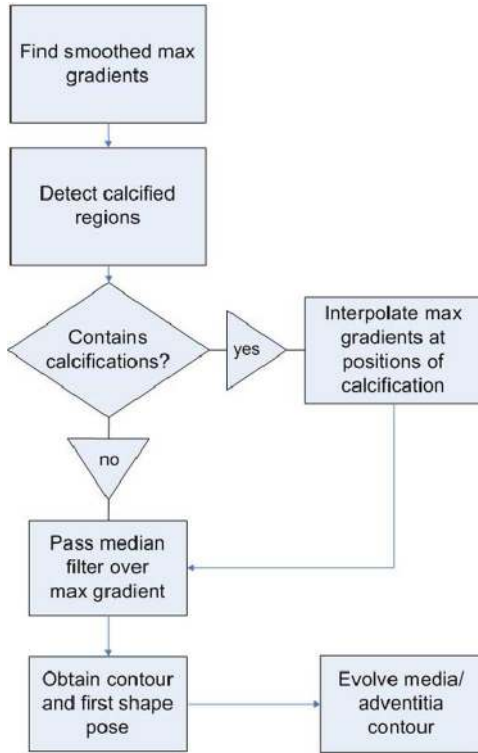 Find smoothed max
gradients
Detect calcified
regions
Contains
calcifications?
yes
Interpolate max
gradients at
positions of
calcification
no
Pass median
filter over
max gradient
Obtain contour
and first shape
pose
Evolve media/
adventitia
contour